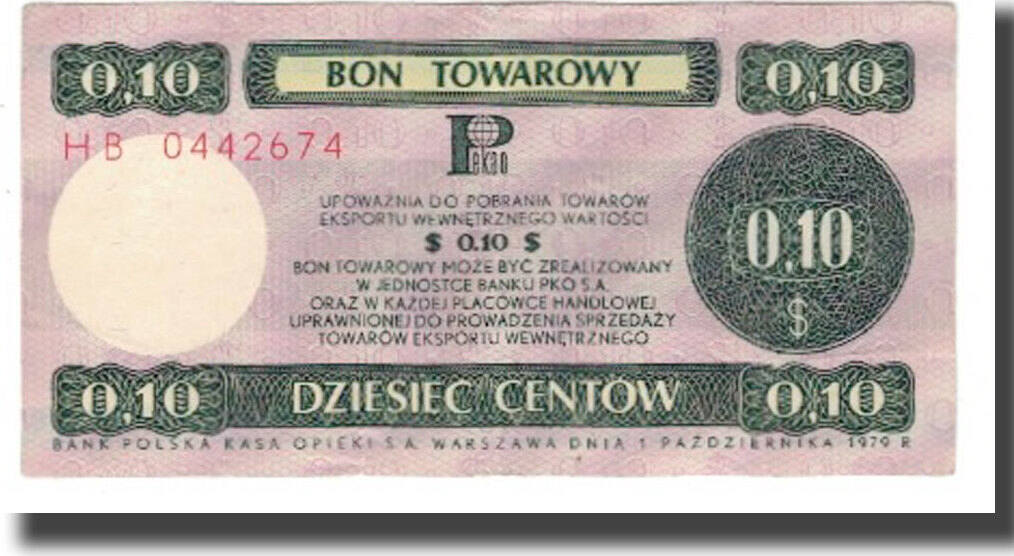 0,10 BON TOWAROWY 0,10
HB 0442674
Pekao
UPOWAŻNIA DO POBRANIA TOWARÓW
EKSPORTU WEWNĘTRZNEGO WARTOŚCI
$ 0.10 $
BON TOWAROWY MOŻE BYĆ ZREALIZOWANY
W JEDNOSTCE BANKU PKO S.A.
ORAZ W KAŻDEJ PLACÓWCE HANDLOWEJ
UPRAWNIONEJ DO PROWADZENIA SPRZEDAŻY
TOWARÓW EKSPORTU WEWNĘTRZNEGO
0,10
$
0,10 DZIESIĘĆ CENTÓW 0,10
BANK POLSKA KASA OPIEKI S.A. WARSZAWA DNIA 1 PAŹDZIERNIKA 1979 R